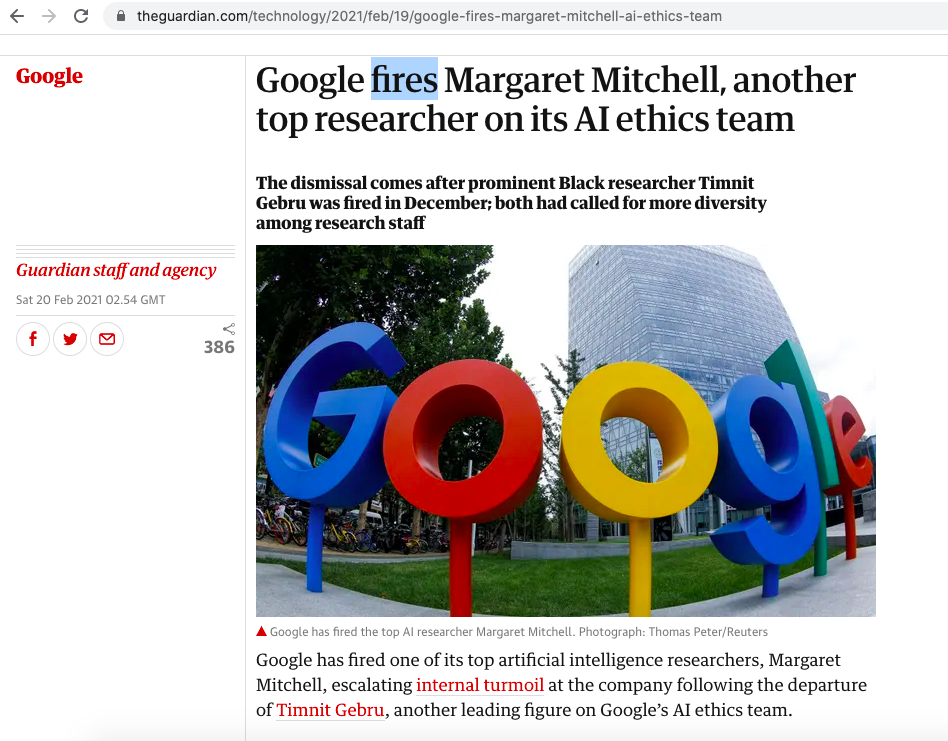 theguardian.com/technology/2021/feb/19/google-fires-margaret-mitchell-ai-ethics-team
Google
Google fires Margaret Mitchell, another
top researcher on its AI ethics team
The dismissal comes after prominent Black researcher Timnit
Gebru was fired in December; both had called for more diversity
among research staff
Guardian staff and agency
Sat 20 Feb 2021 02.54 GMT
386
Google
Google has fired the top AI researcher Margaret Mitchell. Photograph: Thomas Peter/Reuters
Google has fired one of its top artificial intelligence researchers, Margaret
Mitchell, escalating internal turmoil at the company following the departure
of Timnit Gebru, another leading figure on Google’s AI ethics team.